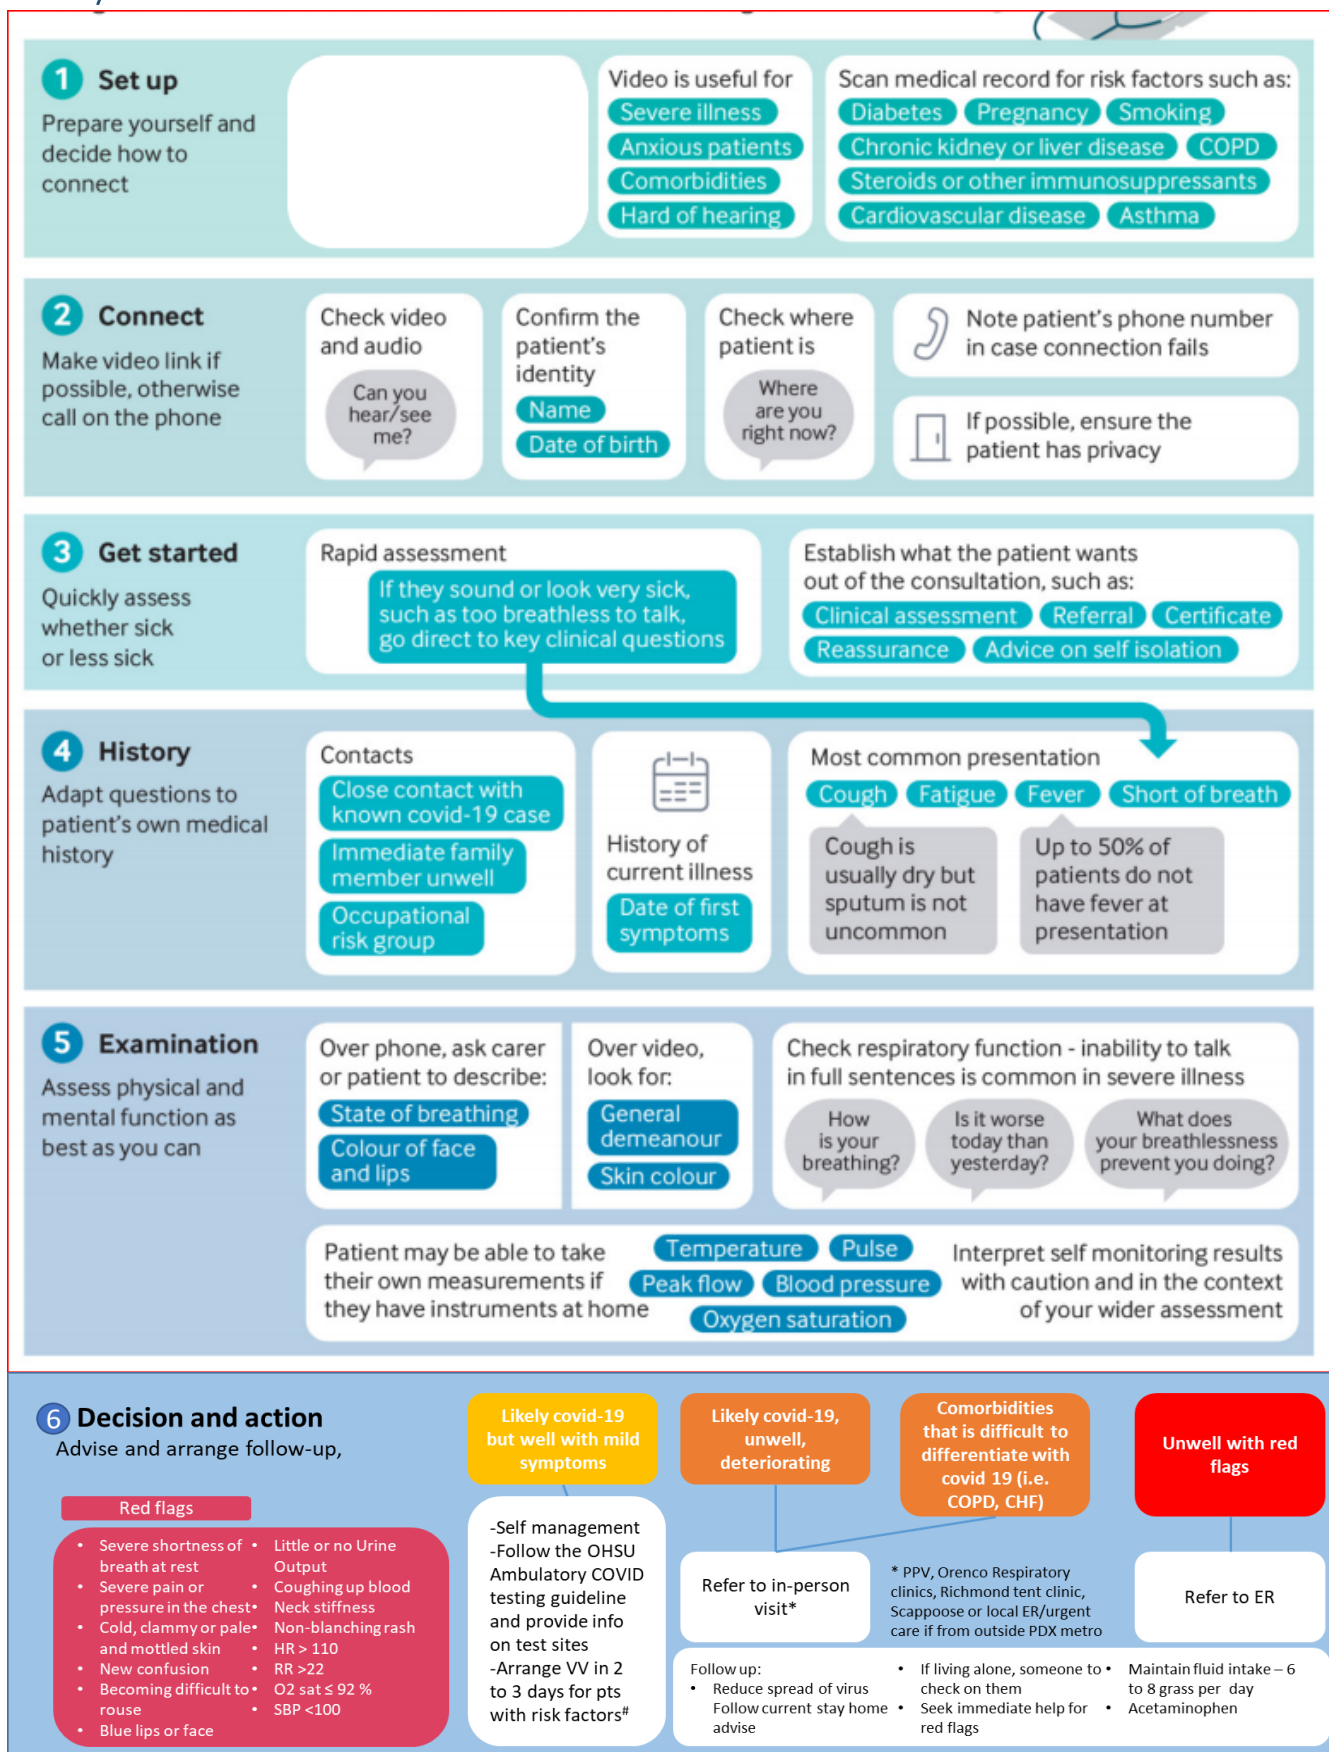 1 Set up
Prepare yourself and
decide how to
connect
Video is useful for
Severe illness
Anxious patients
Comorbidities
Hard of hearing
Scan medical record for risk factors such as:
Diabetes Pregnancy Smoking
Chronic kidney or liver disease COPD
Steroids or other immunosuppressants
Cardiovascular disease Asthma
2 Connect
Make video link if
possible, otherwise
call on the phone
Check video
and audio
Can you
hear/see
me?
Confirm the
patient's
identity
Name
Date of birth
Check where
patient is
Where
are you
right now?
Note patient's phone number
in case connection fails
If possible, ensure the
patient has privacy
3 Get started
Quickly assess
whether sick
or less sick
Rapid assessment
If they sound or look very sick,
such as too breathless to talk,
go direct to key clinical questions
Establish what the patient wants
out of the consultation, such as:
Clinical assessment Referral Certificate
Reassurance Advice on self isolation
4 History
Adapt questions to
patient's own medical
history
Contacts
Close contact with
known covid-19 case
Immediate family
member unwell
Occupational
risk group
History of
current illness
Date of first
symptoms
Most common presentation
Cough Fatigue Fever Short of breath
Cough is
usually dry but
sputum is not
uncommon
Up to 50% of
patients do not
have fever at
presentation
5 Examination
Assess physical and
mental function as
best as you can
Over phone, ask carer
or patient to describe:
State of breathing
Colour of face
and lips
Over video,
look for:
General
demeanour
Skin colour
Check respiratory function - inability to talk
in full sentences is common in severe illness
How
is your
breathing?
Is it worse
today than
yesterday?
What does
your breathlessness
prevent you doing?
Patient may be able to take
their own measurements if
they have instruments at home
Temperature Pulse
Peak flow Blood pressure
Oxygen saturation
Interpret self monitoring results
with caution and in the context
of your wider assessment
6 Decision and action
Advise and arrange follow-up,
Red flags
• Severe shortness of
breath at rest
• Severe pain or
pressure in the chest
• Cold, clammy or pale
and mottled skin
• New confusion
• Becoming difficult to
rouse
• Blue lips or face
• Little or no Urine
Output
• Coughing up blood
• Neck stiffness
• Non-blanching rash
• HR > 110
• RR >22
• O2 sat ≤ 92 %
• SBP <100
Likely covid-19
but well with mild
symptoms
-Self management
-Follow the OHSU
Ambulatory COVID
testing guideline
and provide info
on test sites
-Arrange VV in 2
to 3 days for pts
with risk factors#
Likely covid-19,
unwell,
deteriorating
Comorbidities
that is difficult to
differentiate with
covid 19 (i.e.
COPD, CHF)
Refer to in-person
visit*
* PPV, Orenco Respiratory
clinics, Richmond tent clinic,
Scappoose or local ER/urgent
care if from outside PDX metro
Unwell with red
flags
Refer to ER
Follow up:
• Reduce spread of virus
Follow current stay home
advise
• If living alone, someone to
check on them
• Seek immediate help for
red flags
• Maintain fluid intake – 6
to 8 grass per day
• Acetaminophen